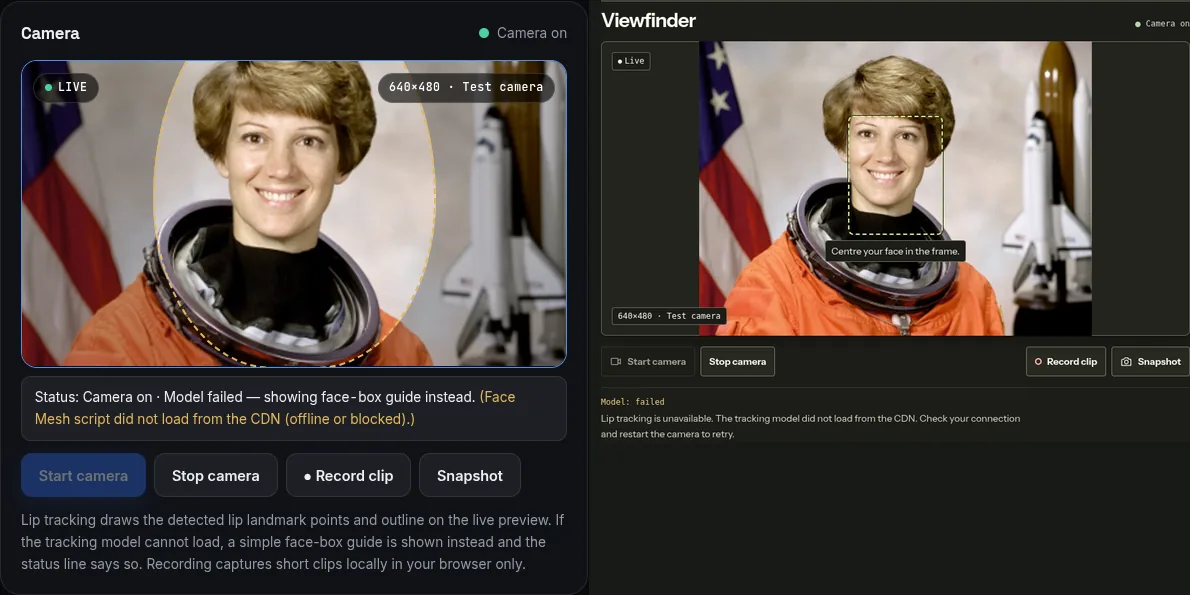 Camera
Camera on
LIVE
640×480 · Test camera
Status: Camera on · Model failed — showing face-box guide instead. (Face
Mesh script did not load from the CDN (offline or blocked).)
Start camera
Stop camera
● Record clip
Snapshot
Lip tracking draws the detected lip landmark points and outline on the live preview. If
the tracking model cannot load, a simple face-box guide is shown instead and the
status line says so. Recording captures short clips locally in your browser only.
Viewfinder
Camera on
Live
Centre your face in the frame.
640×480 · Test camera
Start camera
Stop camera
Record clip
Snapshot
Model: failed
Lip tracking is unavailable. The tracking model did not load from the CDN. Check your connection
and restart the camera to retry.